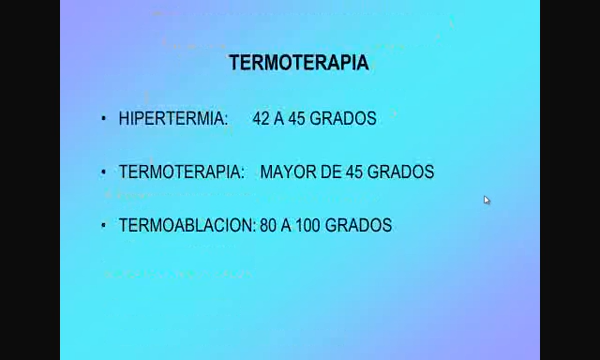 TERMOTERAPIA
• HIPERTERMIA: 42 A 45 GRADOS
• TERMOTERAPIA: MAYOR DE 45 GRADOS
• TERMOABLACION: 80 A 100 GRADOS